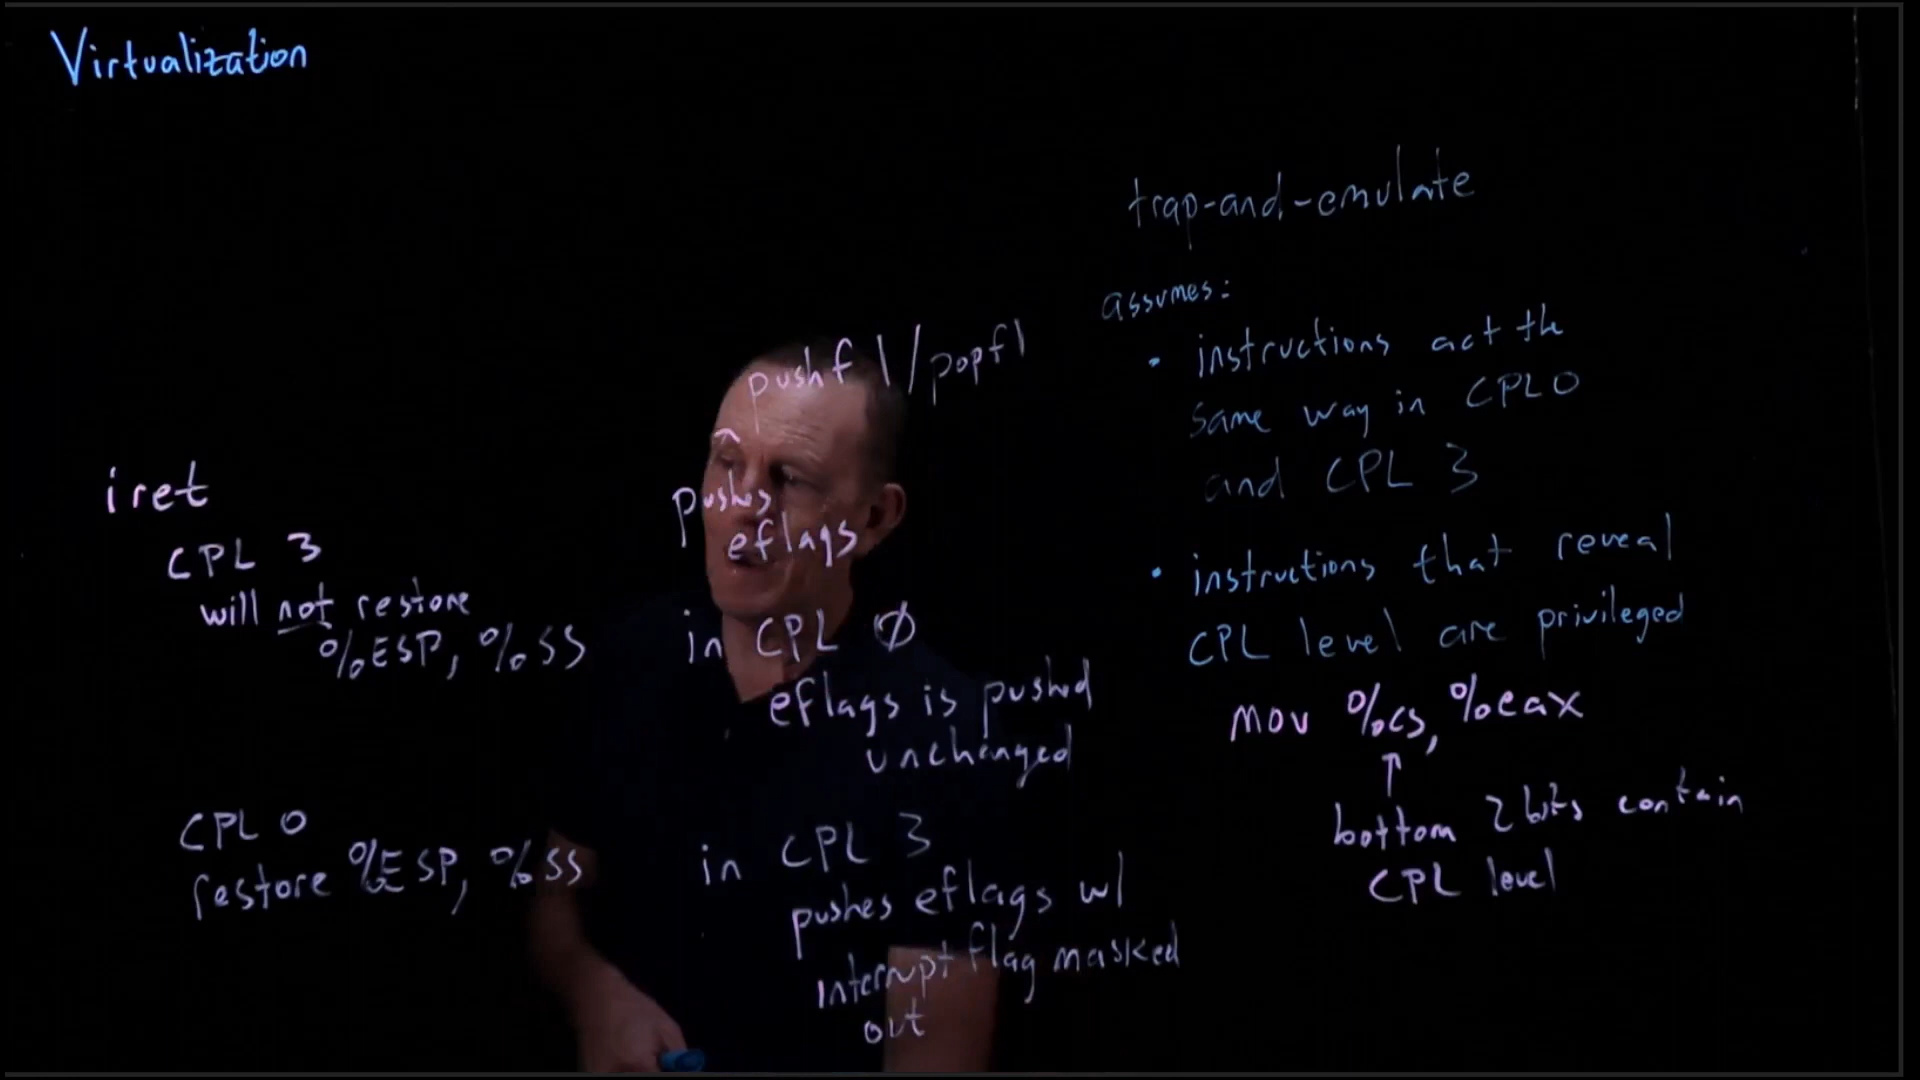 Virtualization
trap-and-emulate
assumes:
• instructions act the
same way in CPL0
and CPL 3
• instructions that reveal
CPL level are privileged
mov %cs, %eax
↑
bottom 2 bits contain
CPL level
pushfl/popfl
↑
pushes
eflags
in CPL Ø
eflags is pushed
unchanged
in CPL 3
pushes eflags w/
interrupt flag masked
out
iret
CPL 3
will not restore
%ESP, %SS
CPL 0
restore %ESP, %SS